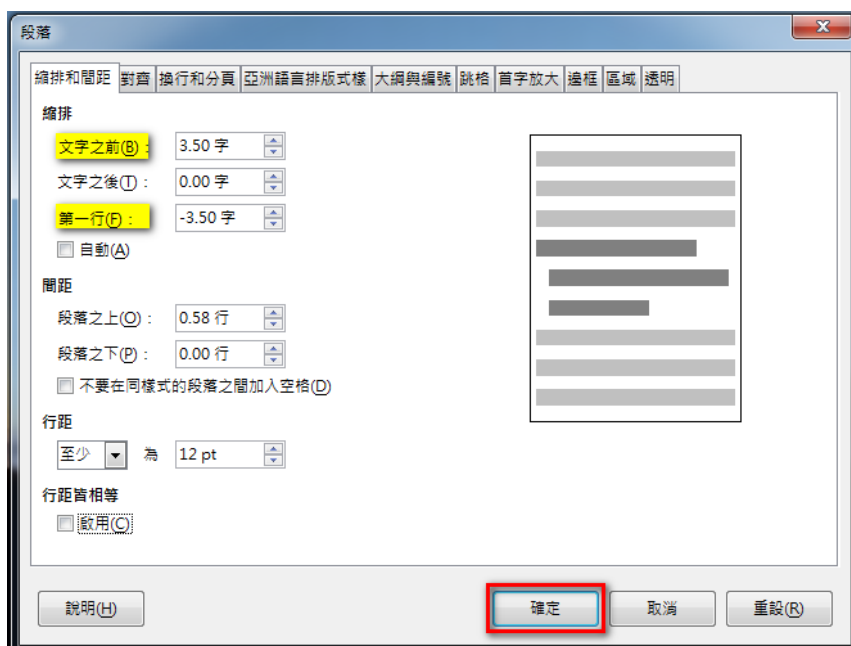 段落
縮排和間距 對齊 換行和分頁 亞洲語言排版式樣 大綱與編號 跳格 首字放大 邊框 區域 透明
縮排
文字之前(B)： 3.50 字
文字之後(T)： 0.00 字
第一行(F)： -3.50 字
自動(A)
間距
段落之上(O)： 0.58 行
段落之下(P)： 0.00 行
不要在同樣式的段落之間加入空格(D)
行距
至少 為 12 pt
行距皆相等
啟用(C)
說明(H) 確定 取消 重設(R)